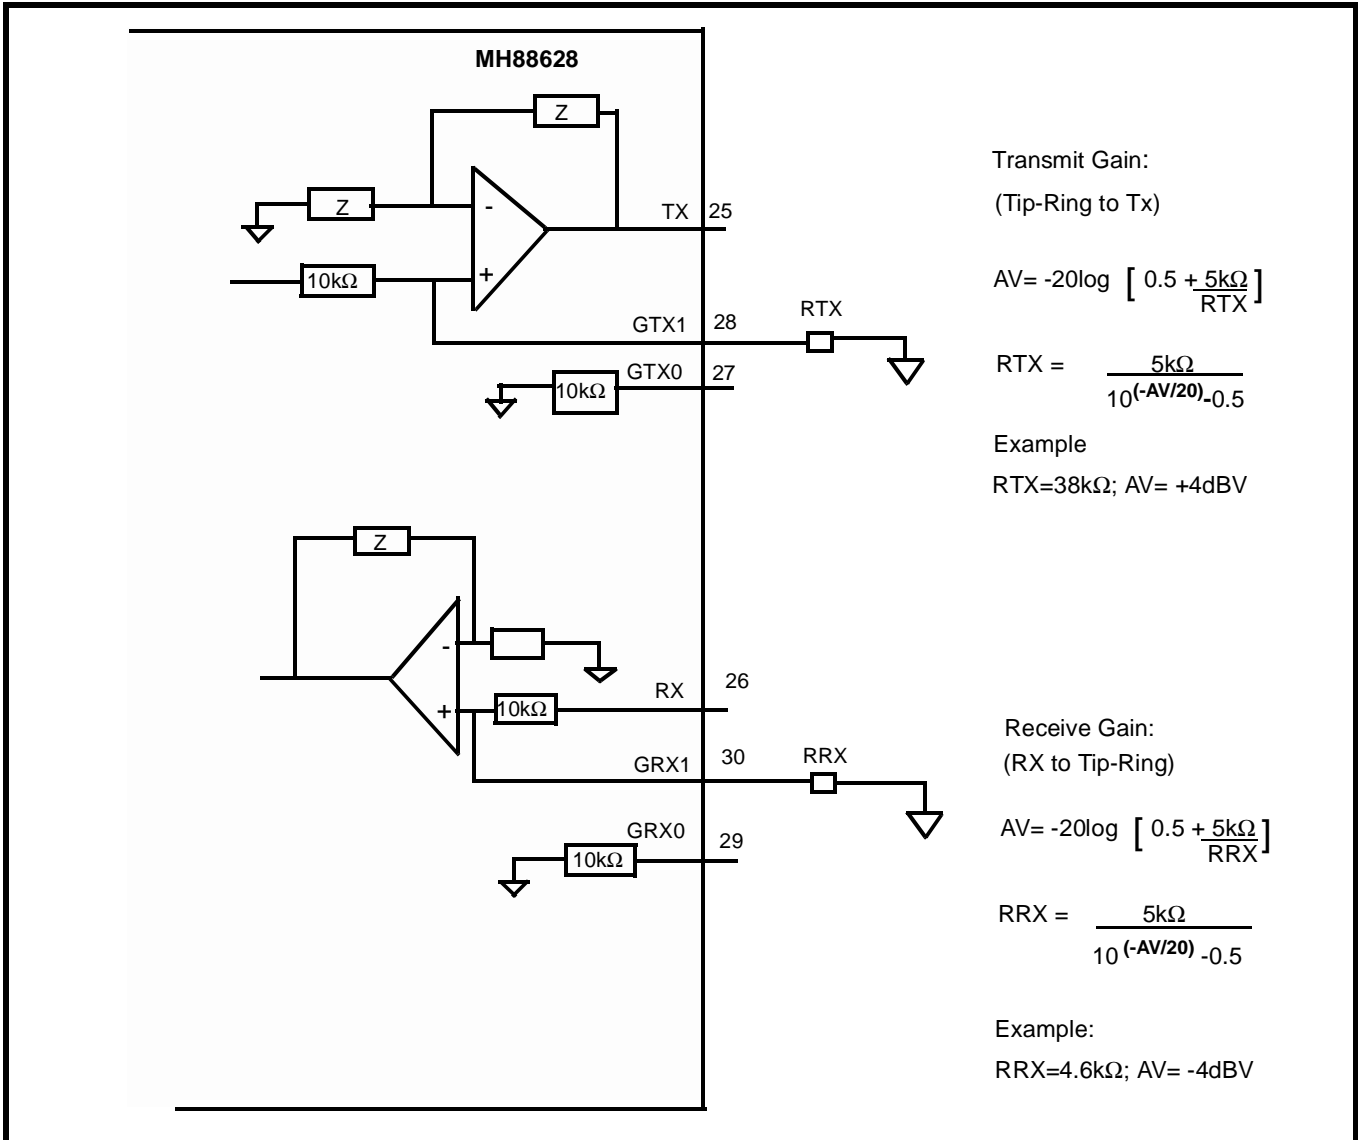 MH88628
Z
Z
-
TX 25
+
10kΩ
GTX1 28 RTX
GTX0 27
10kΩ
Transmit Gain:
(Tip-Ring to Tx)
AV= -20log [ 0.5 + 5kΩ ]
RTX
RTX = 5kΩ
10(-AV/20)-0.5
Example
RTX=38kΩ; AV= +4dBV
Z
-
RX 26
+
10kΩ
GRX1 30 RRX
GRX0 29
10kΩ
Receive Gain:
(RX to Tip-Ring)
AV= -20log [ 0.5 + 5kΩ ]
RRX
RRX = 5kΩ
10 (-AV/20) -0.5
Example:
RRX=4.6kΩ; AV= -4dBV